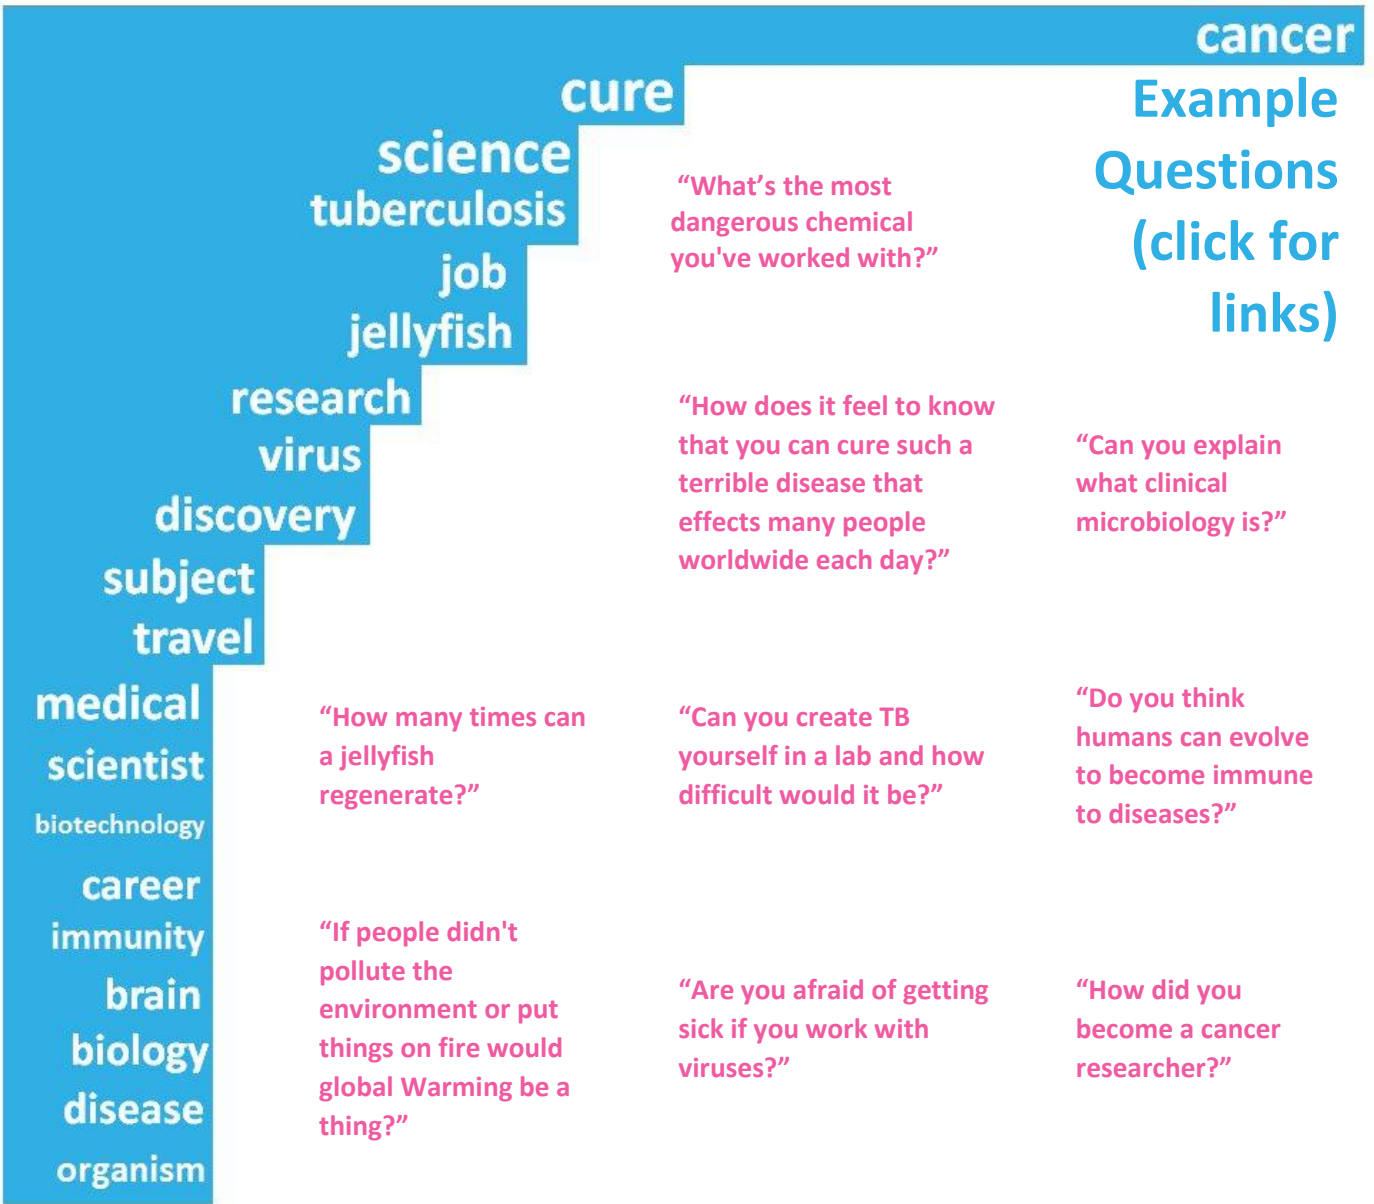 cancer
cure
science
tuberculosis
job
jellyfish
research
virus
discovery
subject
travel
medical
scientist
biotechnology
career
immunity
brain
biology
disease
organism
Example
Questions
(click for
links)
“What’s the most
dangerous chemical
you've worked with?”
“How does it feel to know
that you can cure such a
terrible disease that
effects many people
worldwide each day?”
“Can you explain
what clinical
microbiology is?”
“How many times can
a jellyfish
regenerate?”
“Can you create TB
yourself in a lab and how
difficult would it be?”
“Do you think
humans can evolve
to become immune
to diseases?”
“If people didn't
pollute the
environment or put
things on fire would
global Warming be a
thing?”
“Are you afraid of getting
sick if you work with
viruses?”
“How did you
become a cancer
researcher?”